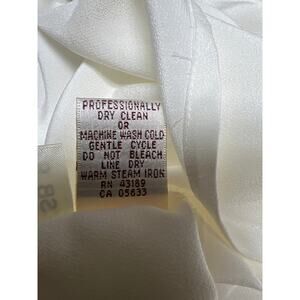 PROFESSIONALLY
DRY CLEAN
OR
MACHINE WASH COLD
GENTLE CYCLE
DO NOT BLEACH
LINE DRY
WARM STEAM IRON
RN 43189
CA 05633